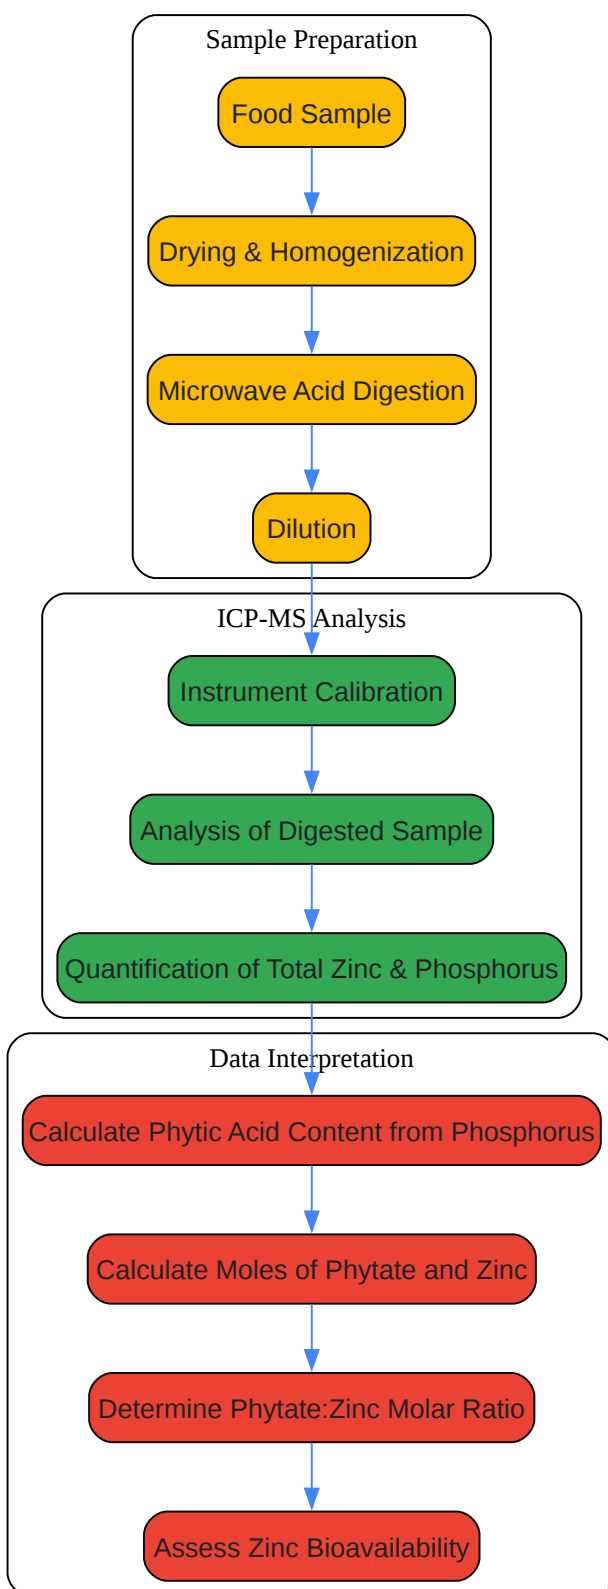 Sample Preparation
Food Sample
Drying & Homogenization
Microwave Acid Digestion
Dilution
ICP-MS Analysis
Instrument Calibration
Analysis of Digested Sample
Quantification of Total Zinc & Phosphorus
Data Interpretation
Calculate Phytic Acid Content from Phosphorus
Calculate Moles of Phytate and Zinc
Determine Phytate:Zinc Molar Ratio
Assess Zinc Bioavailability